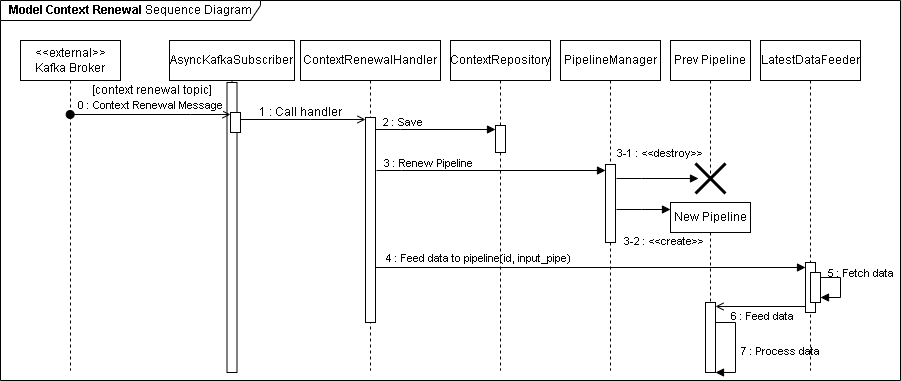 Model Context Renewal Sequence Diagram
<<external>>
Kafka Broker
AsyncKafkaSubscriber
ContextRenewalHandler
ContextRepository
PipelineManager
Prev Pipeline
LatestDataFeeder
[context renewal topic]
0 : Context Renewal Message
1 : Call handler
2 : Save
3 : Renew Pipeline
3-1 : <<destroy>>
New Pipeline
3-2 : <<create>>
4 : Feed data to pipeline(id, input_pipe)
5 : Fetch data
6 : Feed data
7 : Process data